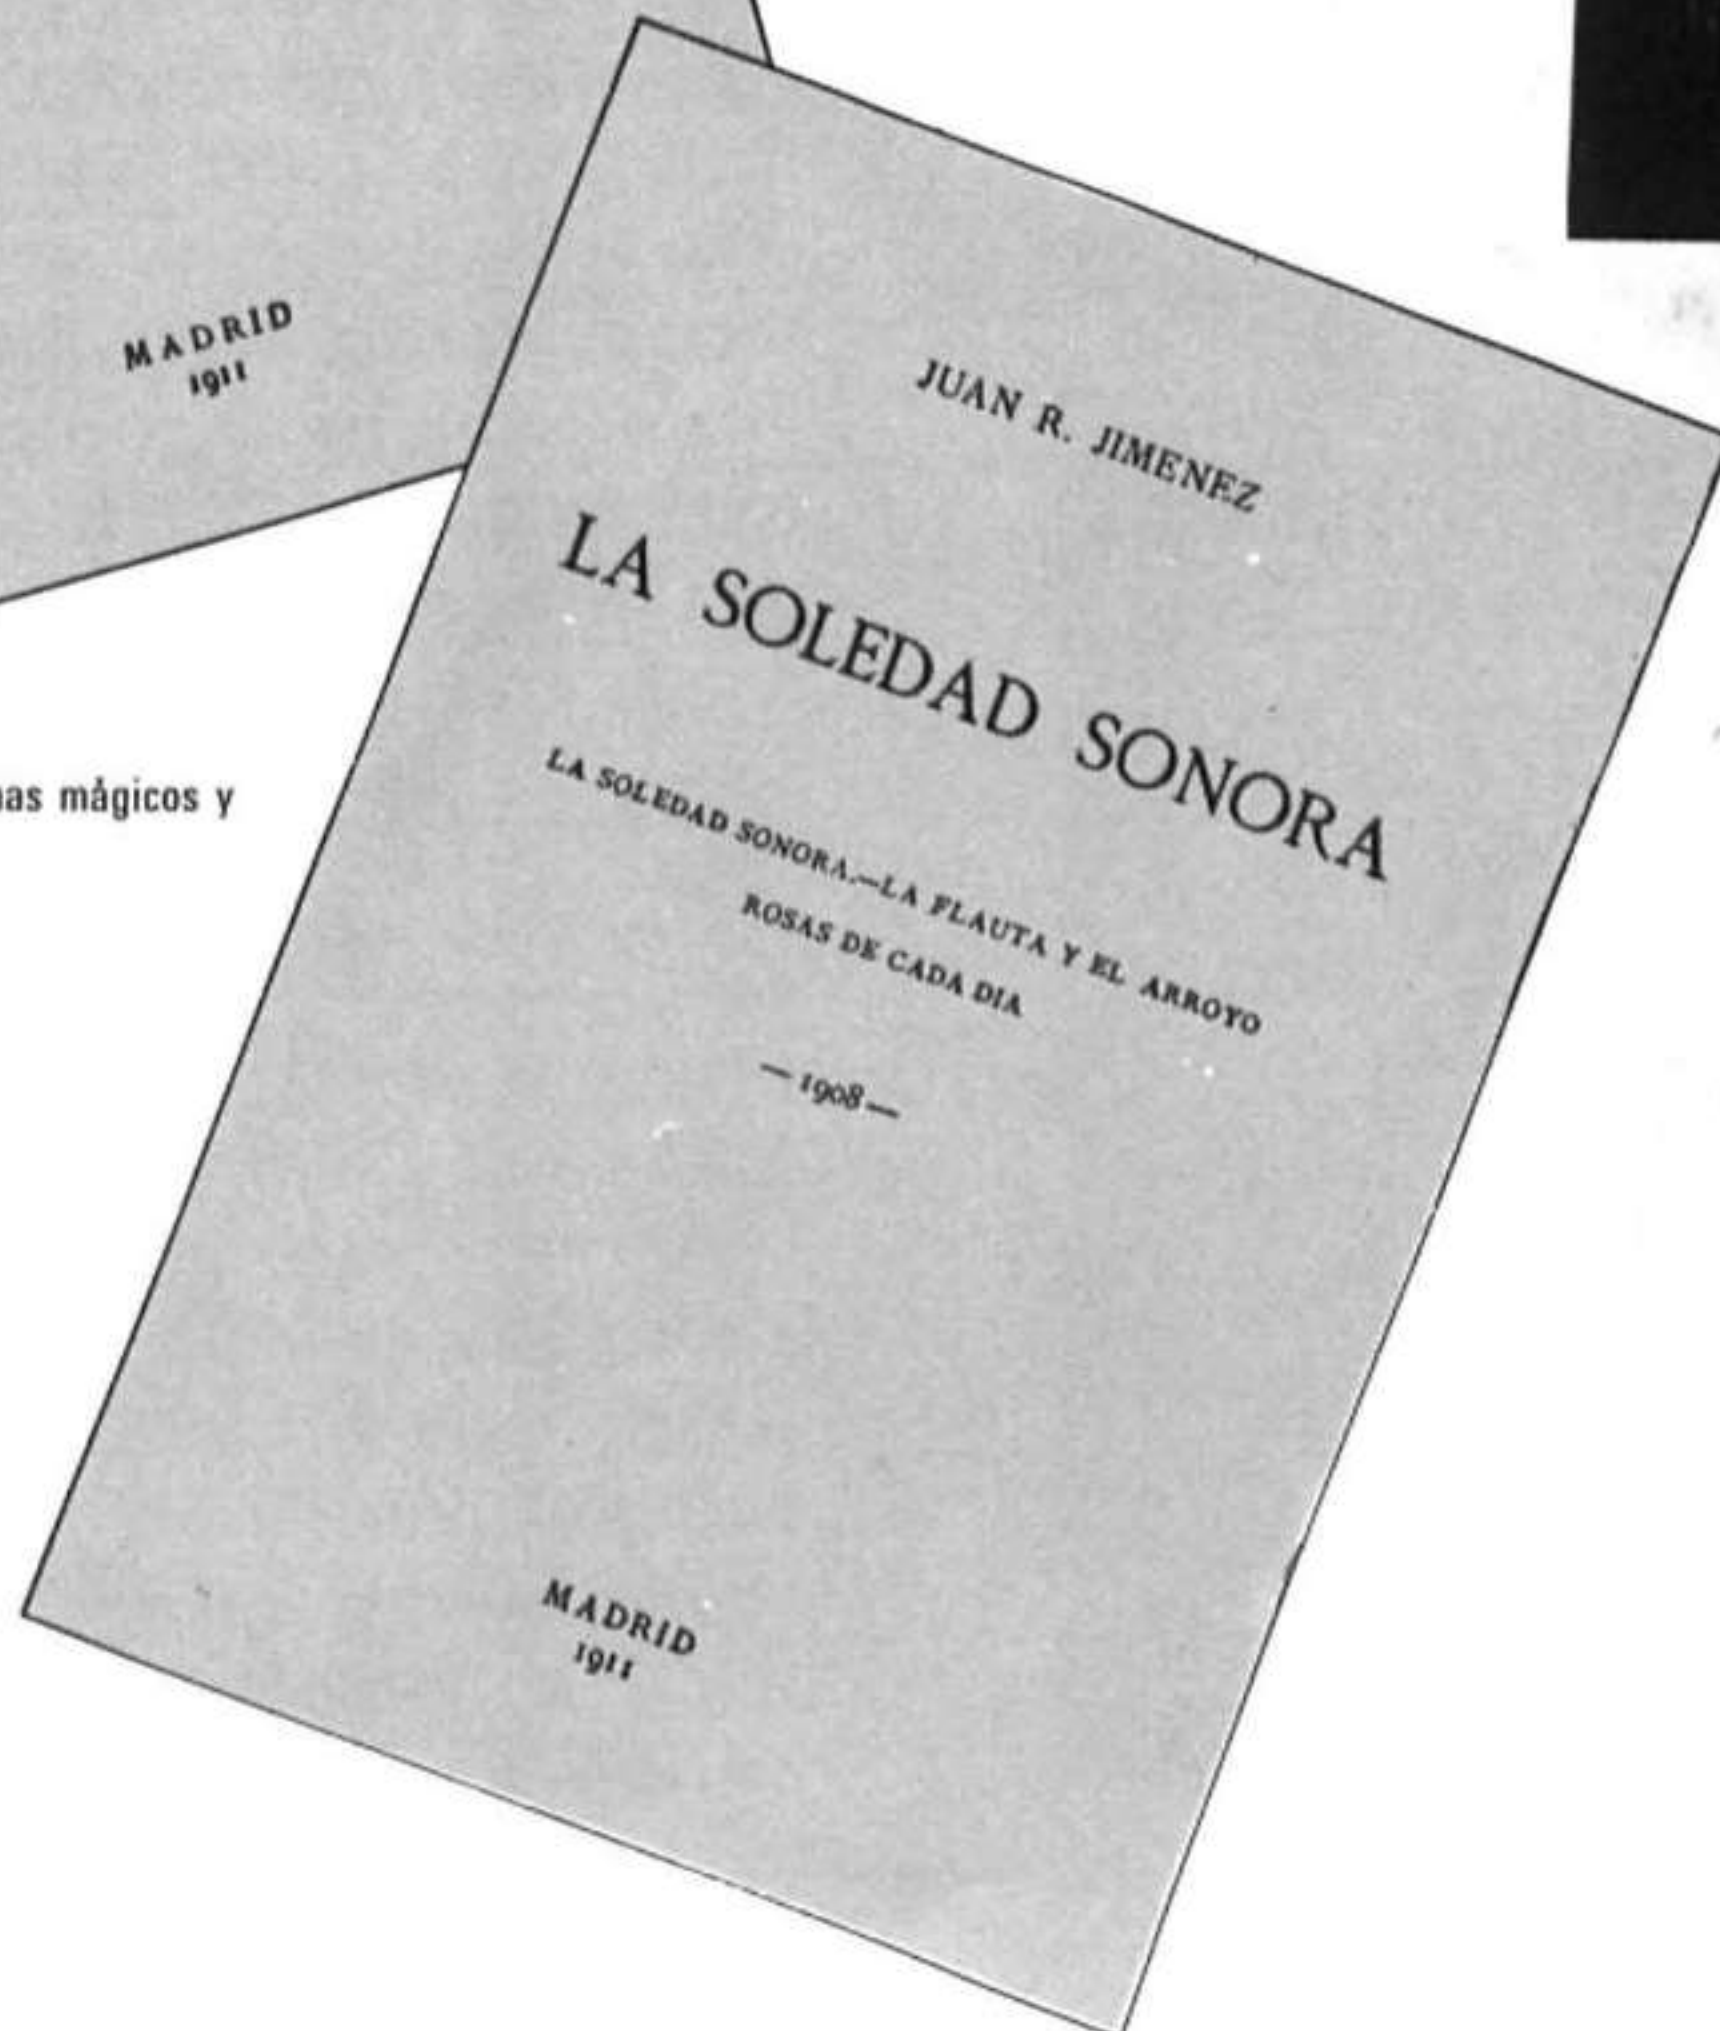 MADRID
1911
mágicos y
JUAN R. JIMENEZ
LA SOLEDAD SONORA
LA SOLEDAD SONORA.—LA FLAUTA Y EL ARROYO
ROSAS DE CADA DIA
— 1908 —
MADRID
1911